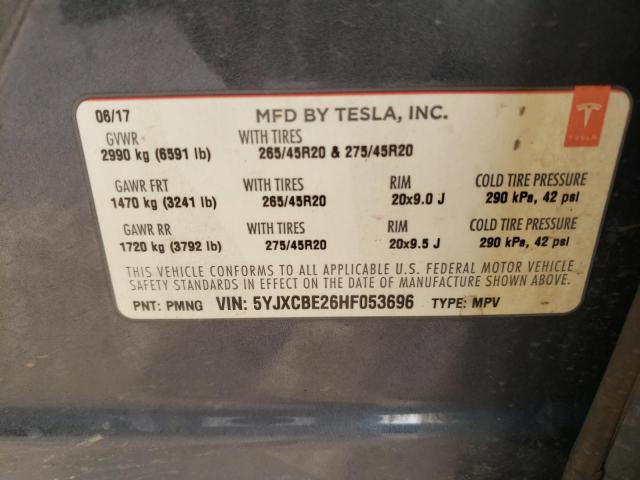 06/17 MFD BY TESLA, INC.
TESLA
GVWR WITH TIRES
2990 kg (6591 lb) 265/45R20 & 275/45R20
GAWR FRT WITH TIRES RIM COLD TIRE PRESSURE
1470 kg (3241 lb) 265/45R20 20x9.0 J 290 kPa, 42 psi
GAWR RR WITH TIRES RIM COLD TIRE PRESSURE
1720 kg (3792 lb) 275/45R20 20x9.5 J 290 kPa, 42 psi
THIS VEHICLE CONFORMS TO ALL APPLICABLE U.S. FEDERAL MOTOR VEHICLE
SAFETY STANDARDS IN EFFECT ON THE DATE OF MANUFACTURE SHOWN ABOVE.
PNT: PMNG VIN: 5YJXCBE26HF053696 TYPE: MPV